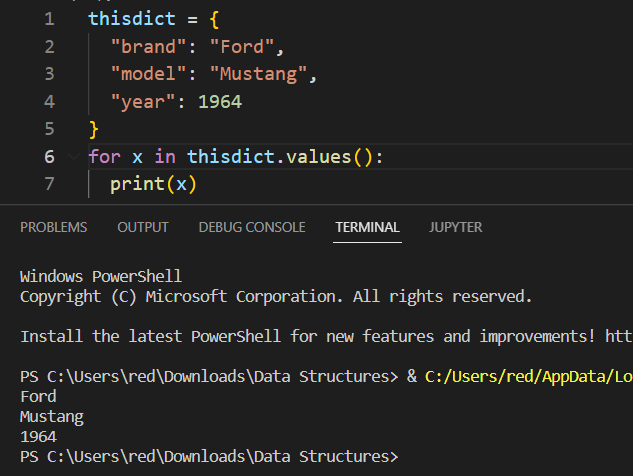 1 thisdict = {
2 "brand": "Ford",
3 "model": "Mustang",
4 "year": 1964
5 }
6 for x in thisdict.values():
7 print(x)
PROBLEMS OUTPUT DEBUG CONSOLE TERMINAL JUPYTER
Windows PowerShell
Copyright (C) Microsoft Corporation. All rights reserved.
Install the latest PowerShell for new features and improvements! htt
PS C:\Users\red\Downloads\Data Structures> & C:/Users/red/AppData/Lo
Ford
Mustang
1964
PS C:\Users\red\Downloads\Data Structures>